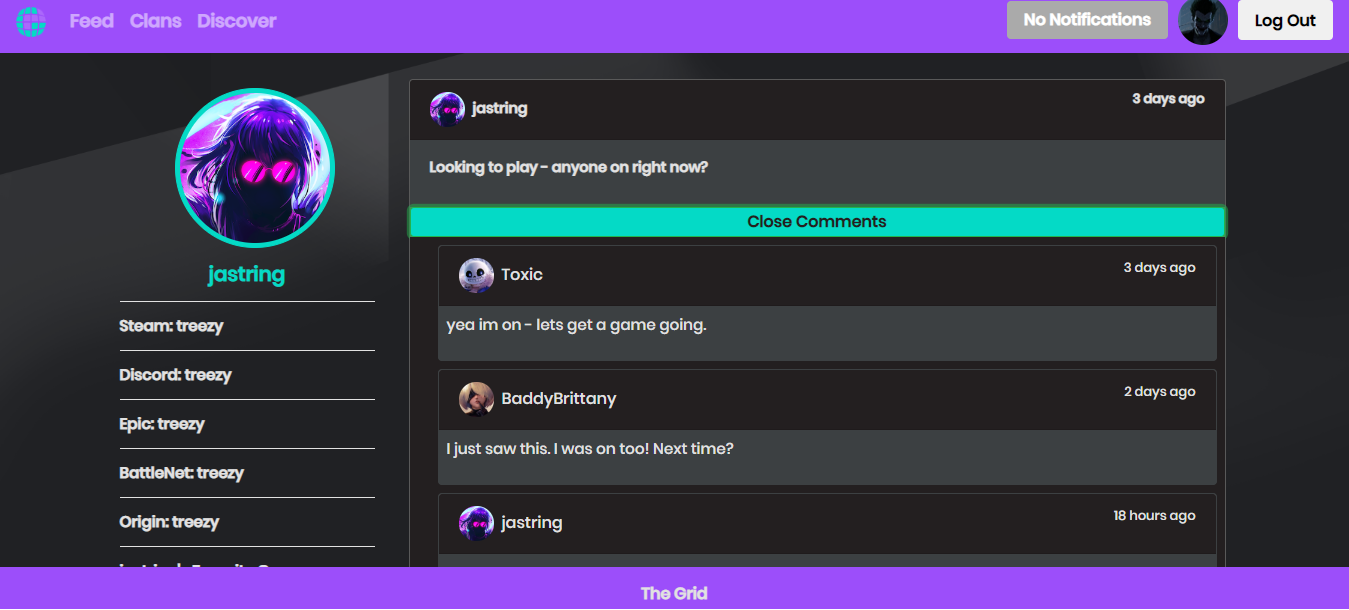 Feed Clans Discover
No Notifications
Log Out
jastring
Steam: treezy
Discord: treezy
Epic: treezy
BattleNet: treezy
Origin: treezy
jastring
3 days ago
Looking to play - anyone on right now?
Close Comments
Toxic
3 days ago
yea im on - lets get a game going.
BaddyBrittany
2 days ago
I just saw this. I was on too! Next time?
jastring
18 hours ago
The Grid